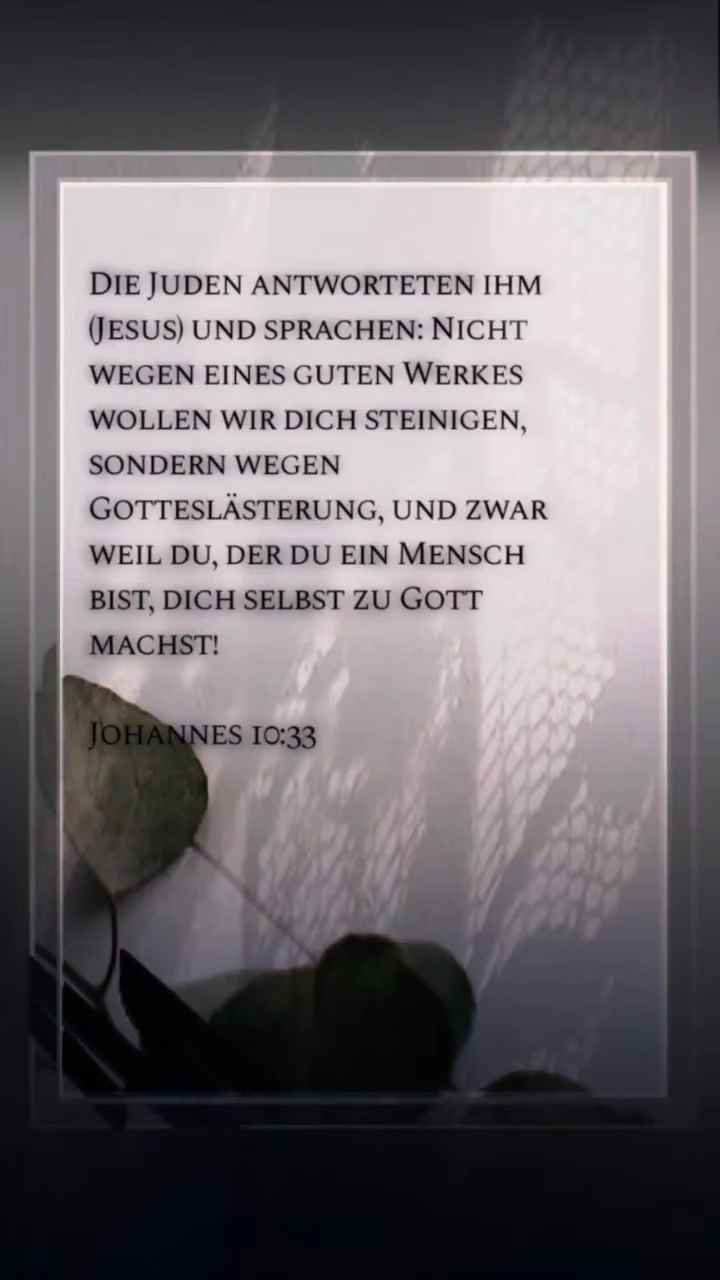 Die Juden antworteten ihm
(Jesus) und sprachen: Nicht
wegen eines guten Werkes
wollen wir dich steinigen,
sondern wegen
Gotteslästerung, und zwar
weil du, der du ein Mensch
bist, dich selbst zu Gott
machst!
Johannes 10:33